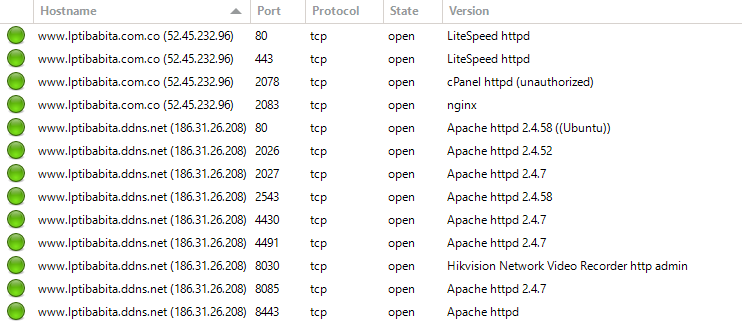 Hostname Port Protocol State Version
www.lptibabita.com.co (52.45.232.96) 80 tcp open LiteSpeed httpd
www.lptibabita.com.co (52.45.232.96) 443 tcp open LiteSpeed httpd
www.lptibabita.com.co (52.45.232.96) 2078 tcp open cPanel httpd (unauthorized)
www.lptibabita.com.co (52.45.232.96) 2083 tcp open nginx
www.lptibabita.ddns.net (186.31.26.208) 80 tcp open Apache httpd 2.4.58 ((Ubuntu))
www.lptibabita.ddns.net (186.31.26.208) 2026 tcp open Apache httpd 2.4.52
www.lptibabita.ddns.net (186.31.26.208) 2027 tcp open Apache httpd 2.4.7
www.lptibabita.ddns.net (186.31.26.208) 2543 tcp open Apache httpd 2.4.58
www.lptibabita.ddns.net (186.31.26.208) 4430 tcp open Apache httpd 2.4.7
www.lptibabita.ddns.net (186.31.26.208) 4491 tcp open Apache httpd 2.4.7
www.lptibabita.ddns.net (186.31.26.208) 8030 tcp open Hikvision Network Video Recorder http admin
www.lptibabita.ddns.net (186.31.26.208) 8085 tcp open Apache httpd 2.4.7
www.lptibabita.ddns.net (186.31.26.208) 8443 tcp open Apache httpd